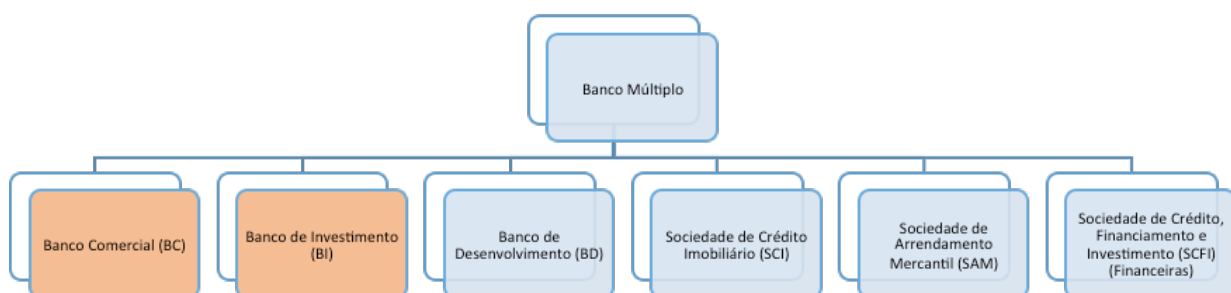 Banco Múltiplo
Banco Comercial (BC)
Banco de Investimento
(BI)
Banco de
Desenvolvimento (BD)
Sociedade de Crédito
Imobiliário (SCI)
Sociedade de
Arrendamento
Mercantil (SAM)
Sociedade de Crédito,
Financiamento e
Investimento (SCFI)
(Financeiras)